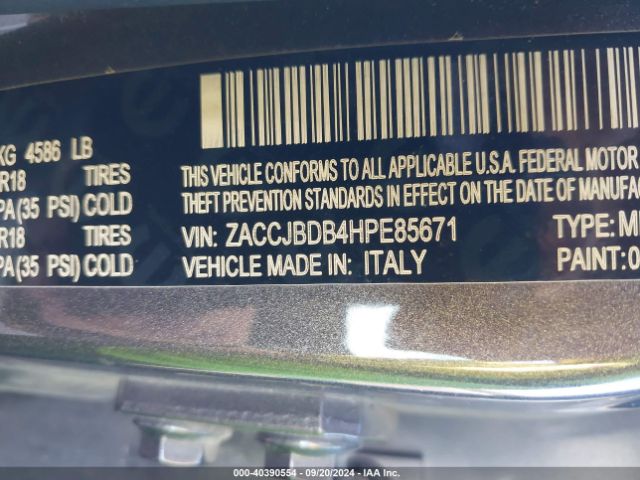 KG 4586 LB
R18 TIRES
PA(35 PSI) COLD
R18 TIRES
PA(35 PSI) COLD
THIS VEHICLE CONFORMS TO ALL APPLICABLE U.S.A. FEDERAL MOTOR
THEFT PREVENTION STANDARDS IN EFFECT ON THE DATE OF MANUFAC
VIN: ZACCJBDB4HPE85671 TYPE: M
VEHICLE MADE IN: ITALY PAINT: 0
000-40390554 - 09/20/2024 - IAA Inc.